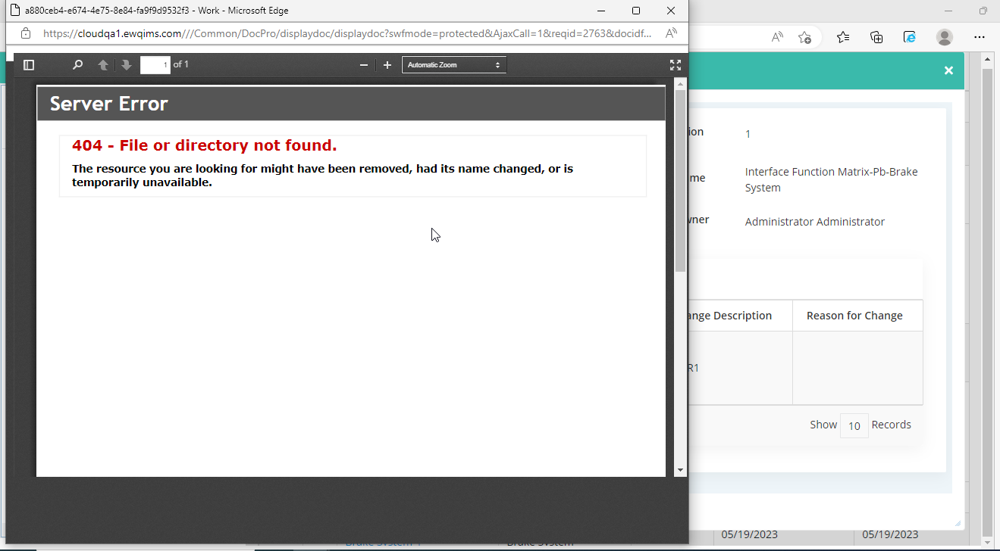 a880ceb4-e674-4e75-8e84-fa9f9d9532f3 - Work - Microsoft Edge
https://cloudqa1.ewqims.com///Common/DocPro/displaydoc/displaydoc?swfmode=protected&AjaxCall=1&reqid=2763&docidf...
1 of 1
Automatic Zoom
Server Error
404 - File or directory not found.
The resource you are looking for might have been removed, had its name changed, or is
temporarily unavailable.
ion 1
me Interface Function Matrix-Pb-Brake
System
wner Administrator Administrator
ange Description Reason for Change
R1
Show 10 Records
Brake System 1 Brake System 05/19/2023 05/19/2023